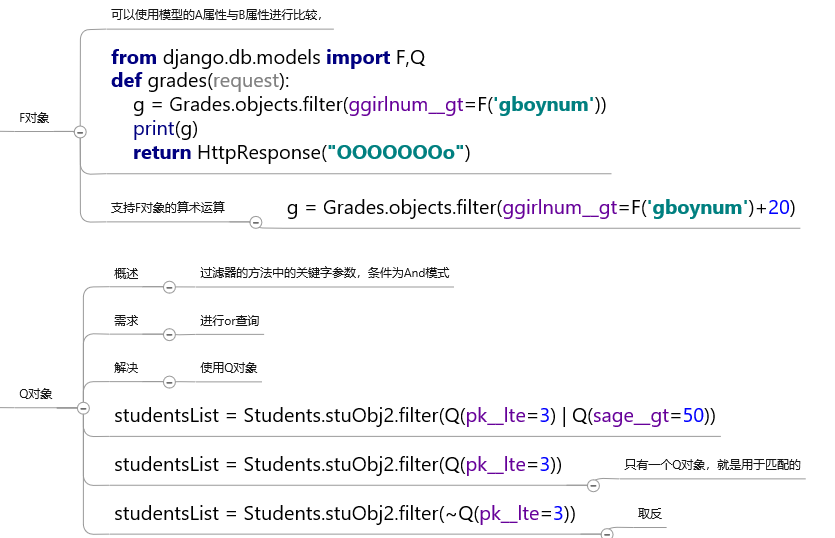 F对象
可以使用模型的A属性与B属性进行比较,
from django.db.models import F,Q
def grades(request):
g = Grades.objects.filter(ggirlnum__gt=F('gboynum'))
print(g)
return HttpResponse("OOOOOOOo")
支持F对象的算术运算
g = Grades.objects.filter(ggirlnum__gt=F('gboynum')+20)
Q对象
概述
过滤器的方法中的关键字参数，条件为And模式
需求
进行or查询
解决
使用Q对象
studentsList = Students.stuObj2.filter(Q(pk__lte=3) | Q(sage__gt=50))
studentsList = Students.stuObj2.filter(Q(pk__lte=3))
只有一个Q对象，就是用于匹配的
studentsList = Students.stuObj2.filter(~Q(pk__lte=3))
取反